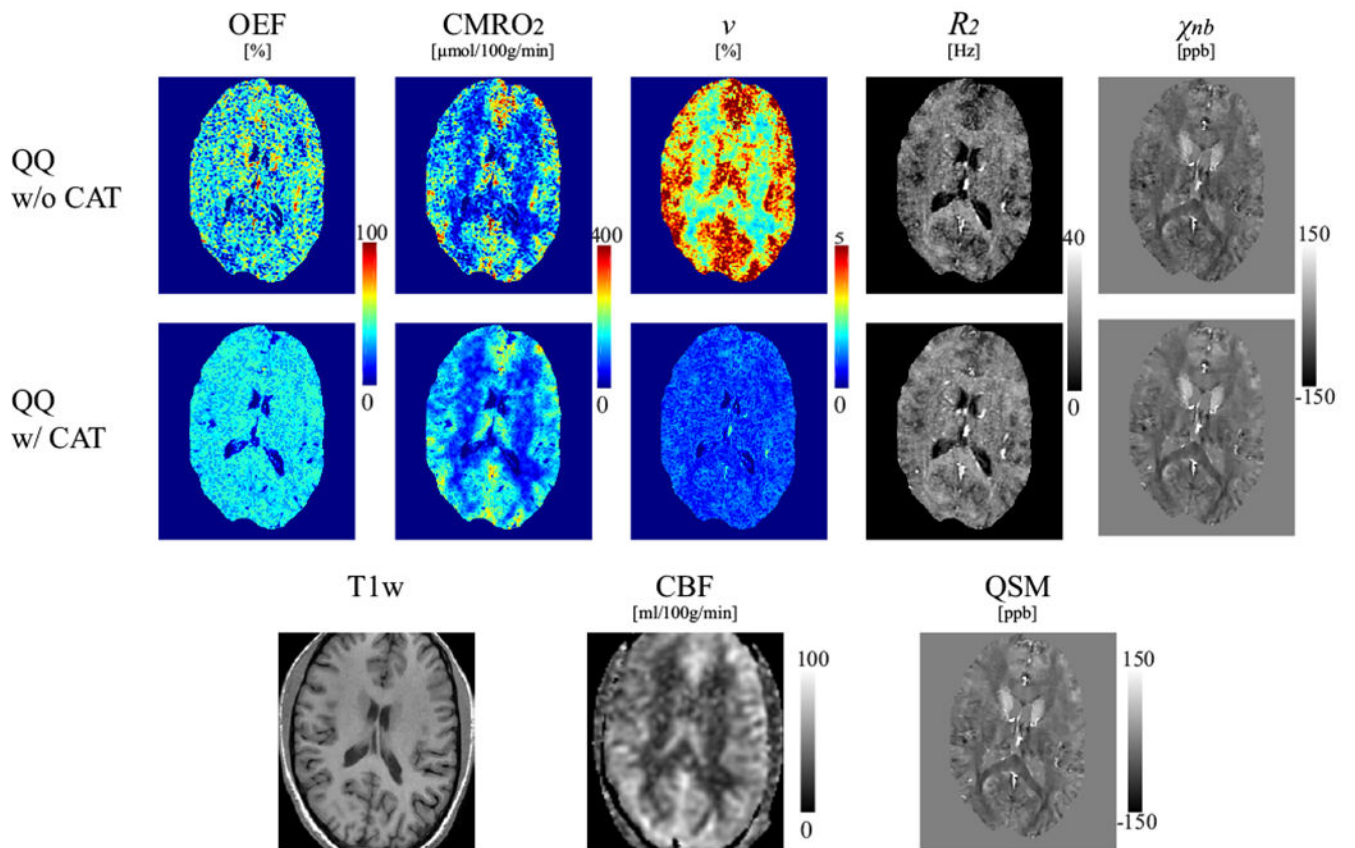 OEF
[%]
CMRO2
[µmol/100g/min]
v
[%]
R2
[Hz]
χnb
[ppb]
QQ
w/o CAT
100
0
400
0
5
0
40
0
150
-150
QQ
w/ CAT
T1w
CBF
[ml/100g/min]
100
0
QSM
[ppb]
150
-150